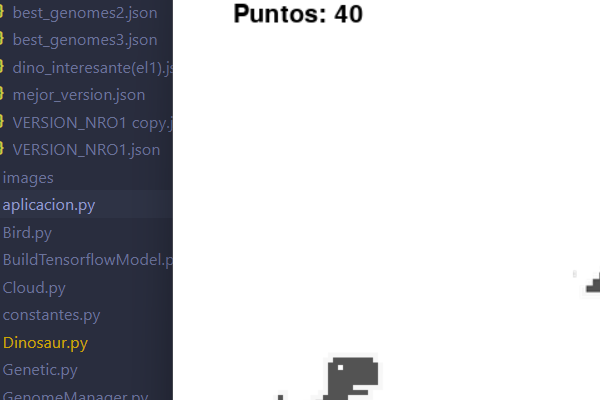 Puntos: 40
best_genomes2.json
best_genomes3.json
dino_interesante(el1).js
mejor_version.json
VERSION_NRO1 copy.j
VERSION_NRO1.json
images
aplicacion.py
Bird.py
BuildTensorflowModel.p
Cloud.py
constantes.py
Dinosaur.py
Genetic.py
GenomeManager.py